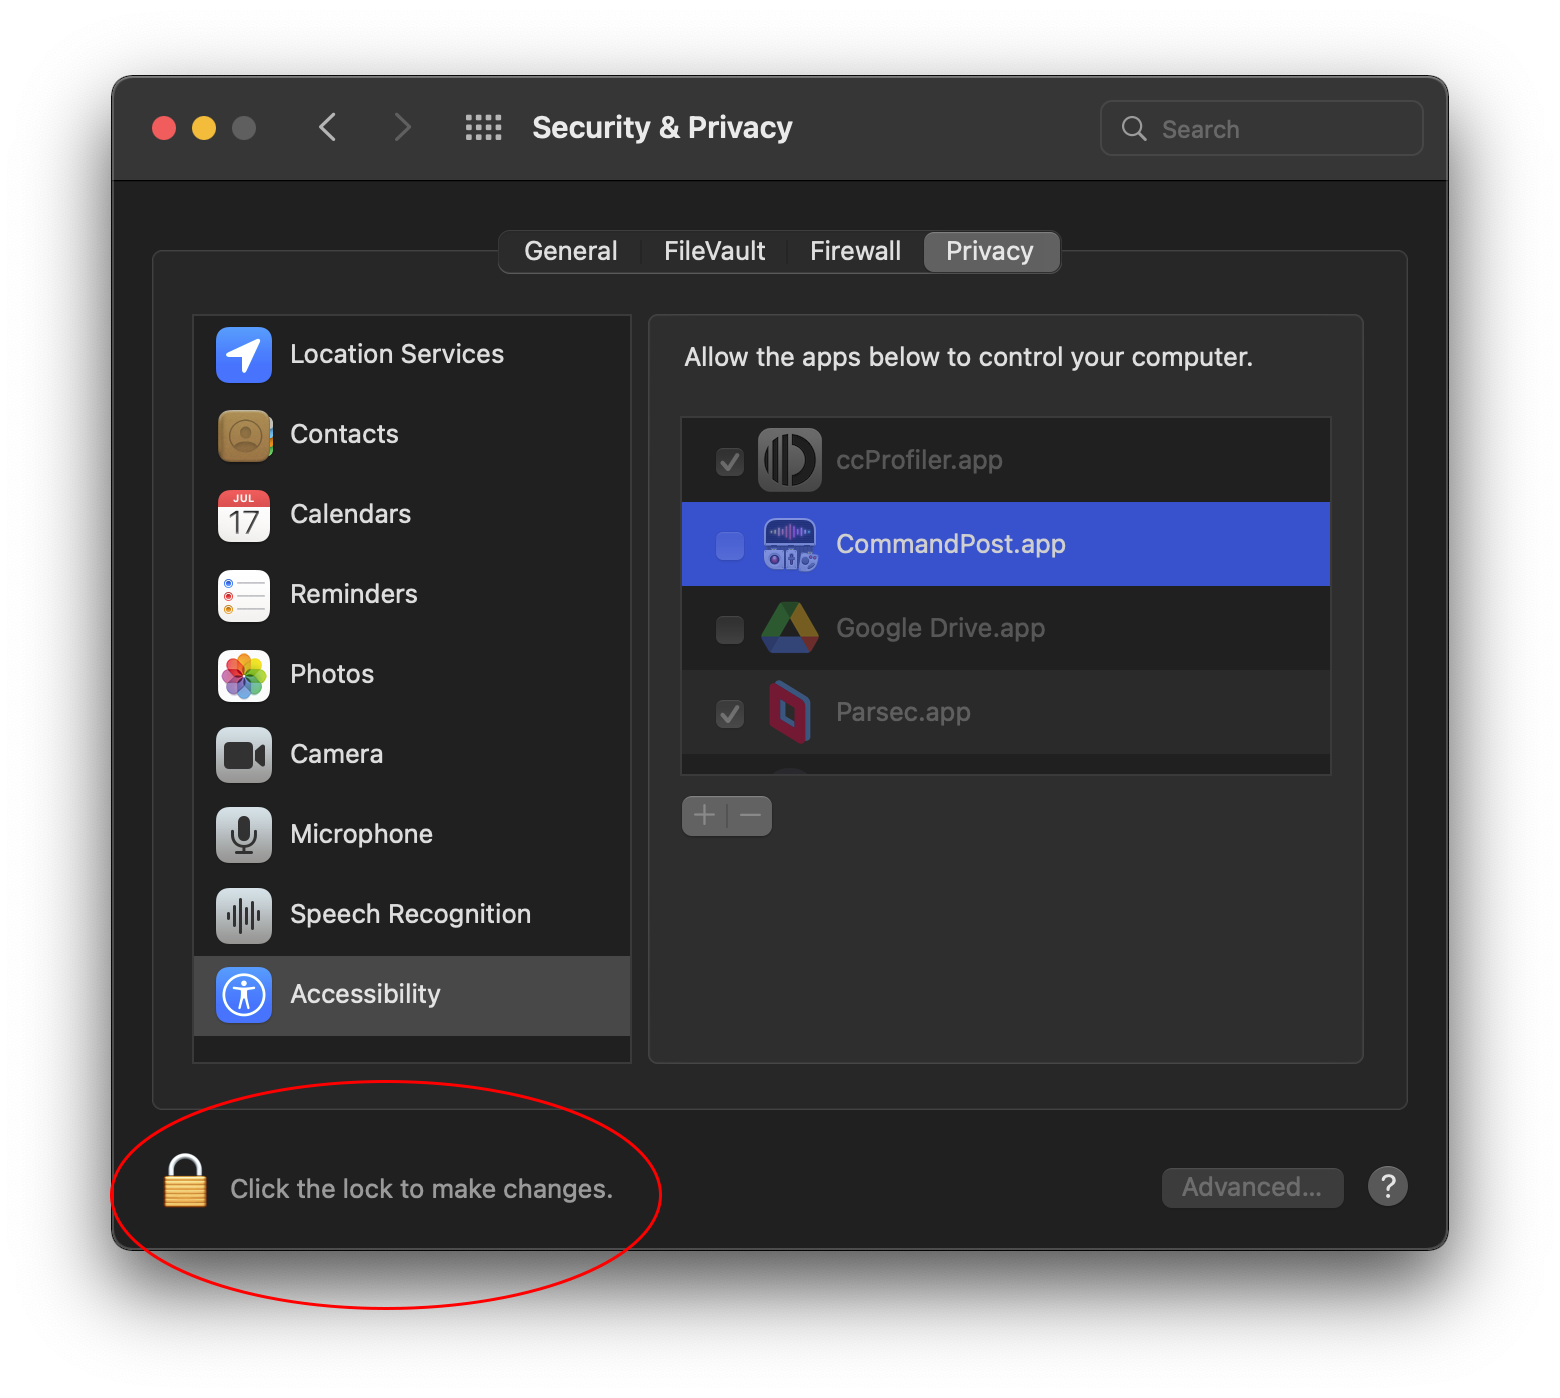 Security & Privacy
Search
General
FileVault
Firewall
Privacy
Location Services
Contacts
JUL
17
Calendars
Reminders
Photos
Camera
Microphone
Speech Recognition
Accessibility
Allow the apps below to control your computer.
ccProfiler.app
CommandPost.app
Google Drive.app
Parsec.app
Click the lock to make changes.
Advanced...
?